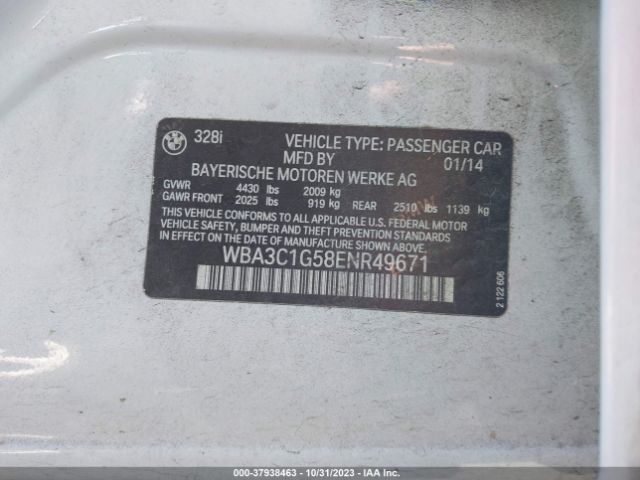 BMW
328i VEHICLE TYPE: PASSENGER CAR
MFD BY 01/14
BAYERISCHE MOTOREN WERKE AG
GVWR 4430 lbs 2009 kg
GAWR FRONT 2025 lbs 919 kg REAR 2510 lbs 1139 kg
THIS VEHICLE CONFORMS TO ALL APPLICABLE U.S. FEDERAL MOTOR
VEHICLE SAFETY, BUMPER AND THEFT PREVENTION STANDARDS
IN EFFECT ON THE DATE OF MANUFACTURE SHOWN ABOVE.
WBA3C1G58ENR49671
2 122 606
000-37938463 - 10/31/2023 - IAA Inc.